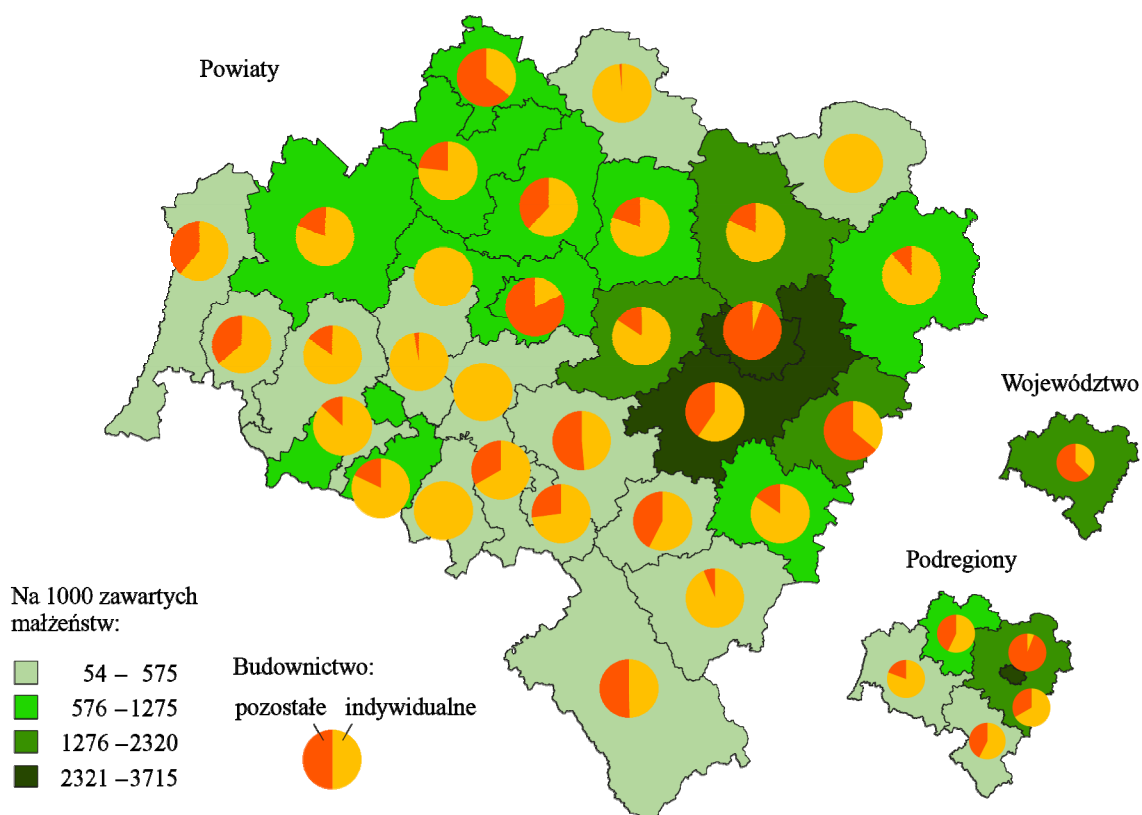 Powiaty
Województwo
Podregiony
Na 1000 zawartych
małżeństw:
54 – 575
576 –1275
1276 –2320
2321 –3715
Budownictwo:
pozostałe indywidualne